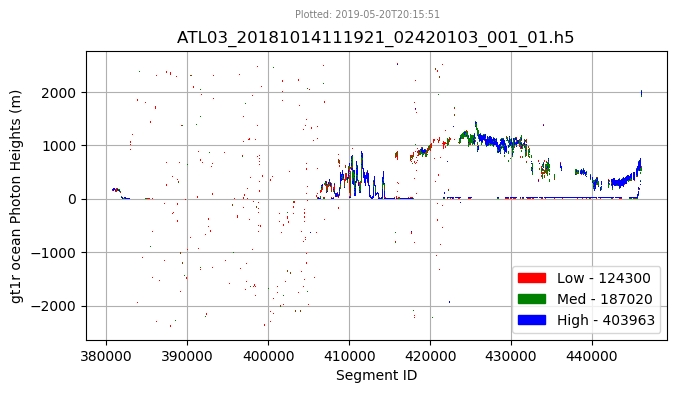 Plotted: 2019-05-20T20:15:51
ATL03_20181014111921_02420103_001_01.h5
gt1r ocean Photon Heights (m)
2000
1000
0
−1000
−2000
Low - 124300
Med - 187020
High - 403963
380000 390000 400000 410000 420000 430000 440000
Segment ID